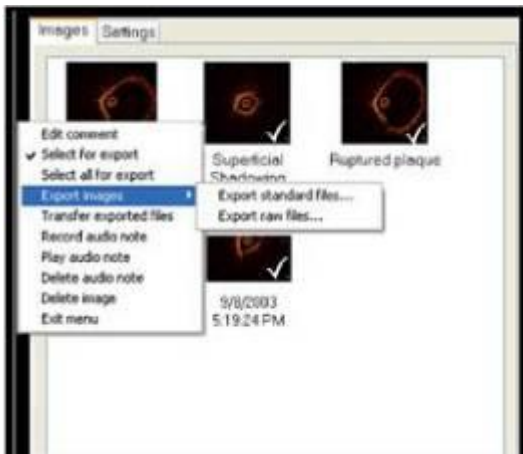 Images Settings
Edit comment
Select for export
Select all for export
Export images
Transfer exported files
Record audio note
Play audio note
Delete audio note
Delete image
Exit menu
Export standard files...
Export raw files...
Superficial
Shadowing
Ruptured plaque
9/8/2003
5:19:24 PM